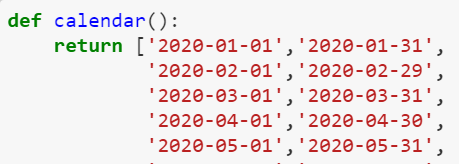 def calendar():
    return ['2020-01-01','2020-01-31',
            '2020-02-01','2020-02-29',
            '2020-03-01','2020-03-31',
            '2020-04-01','2020-04-30',
            '2020-05-01','2020-05-31',